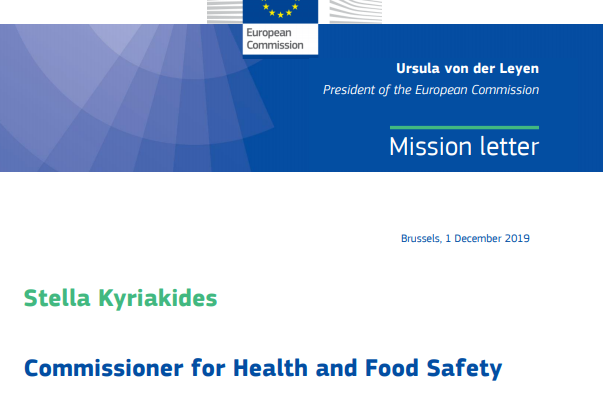 European
Commission
Ursula von der Leyen
President of the European Commission
Mission letter
Brussels, 1 December 2019
Stella Kyriakides
Commissioner for Health and Food Safety